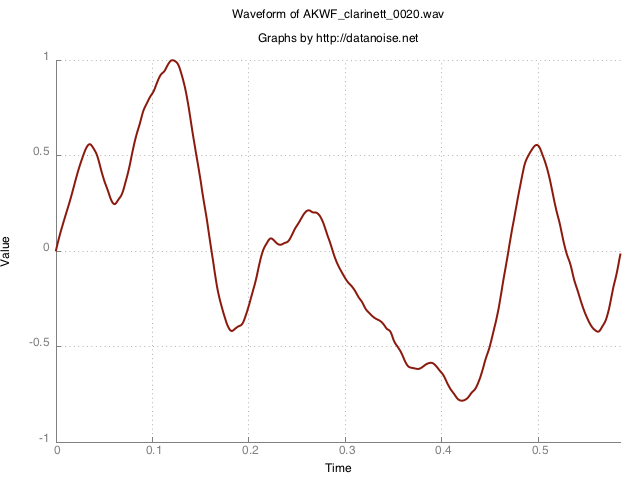 Waveform of AKWF_clarinett_0020.wav
Graphs by http://datanoise.net
1
0.5
0
-0.5
-1
Value
0 0.1 0.2 0.3 0.4 0.5
Time